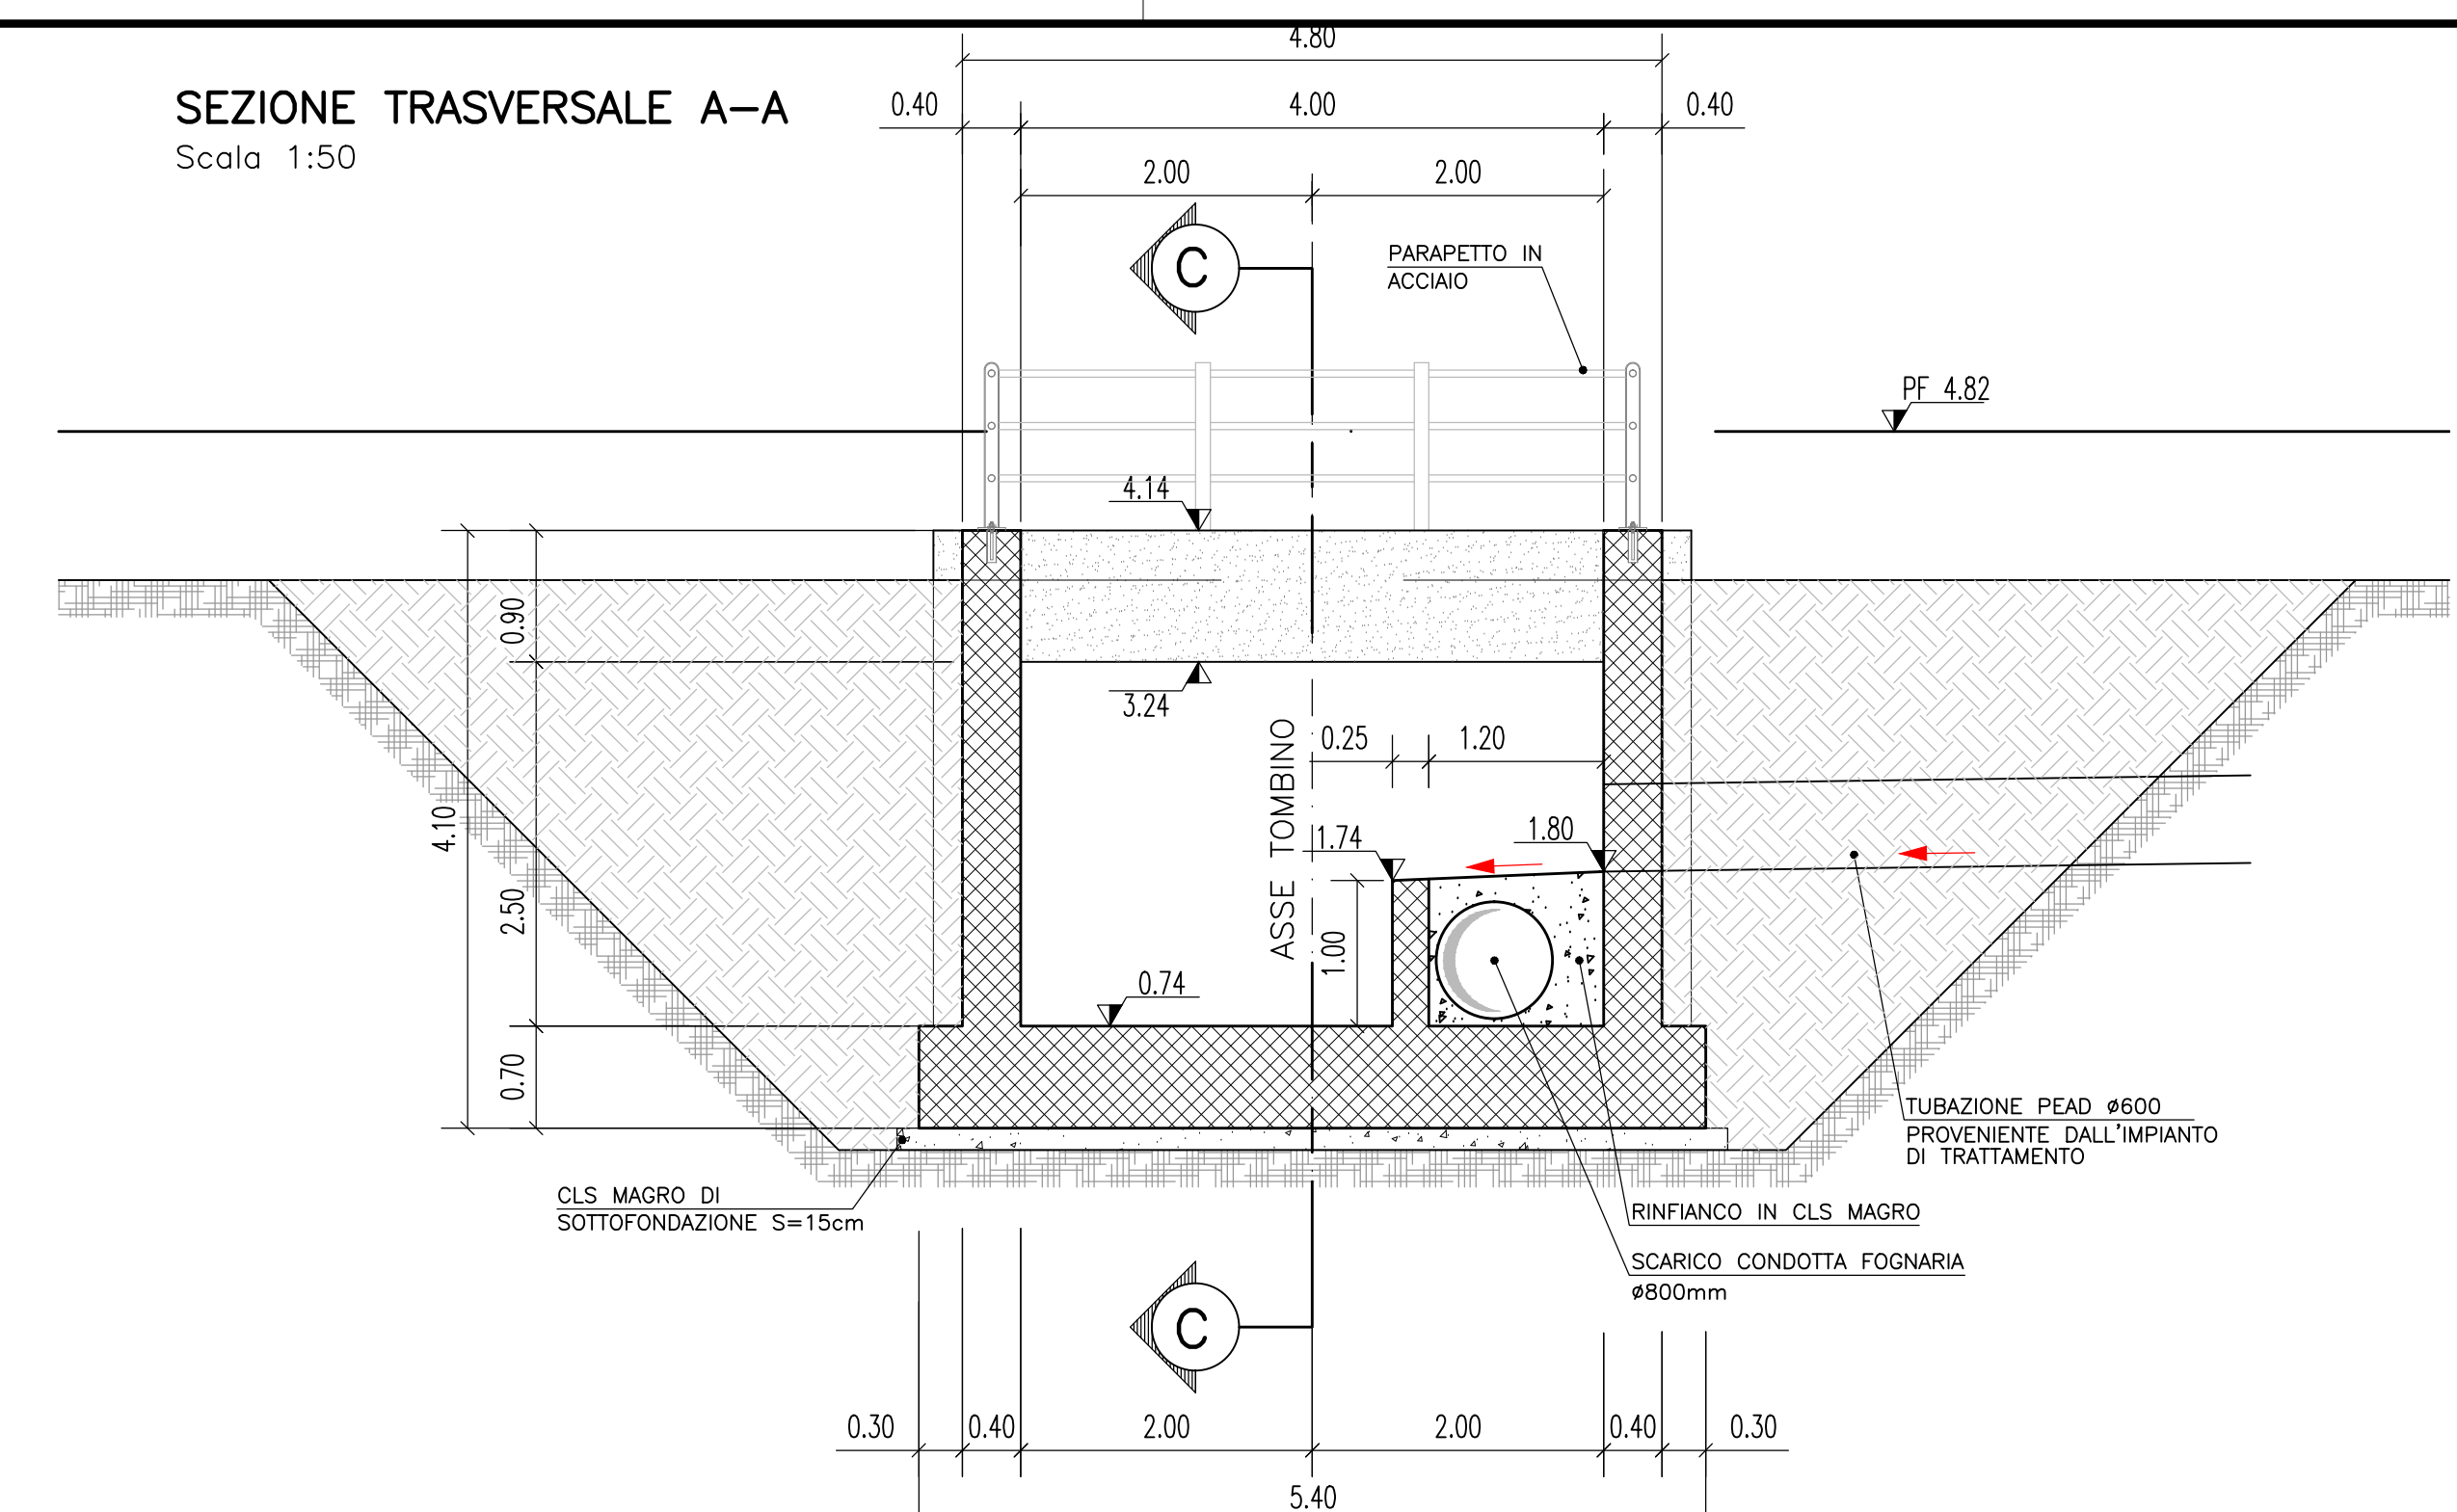 4.80
SEZIONE TRASVERSALE A-A
0.40
4.00
0.40
Scala 1:50
2.00
2.00
C
PARAPETTO IN
ACCIAIO
PF 4.82
4.14
0.90
3.24
ASSE TOMBINO
0.25
1.20
4.10
1.74
1.80
2.50
1.00
0.74
0.70
TUBAZIONE PEAD ø600
PROVENIENTE DALL'IMPIANTO
DI TRATTAMENTO
CLS MAGRO DI
SOTTOFONDAZIONE S=15cm
RINFIANCO IN CLS MAGRO
SCARICO CONDOTTA FOGNARIA
ø800mm
C
0.30
0.40
2.00
2.00
0.40
0.30
5.40